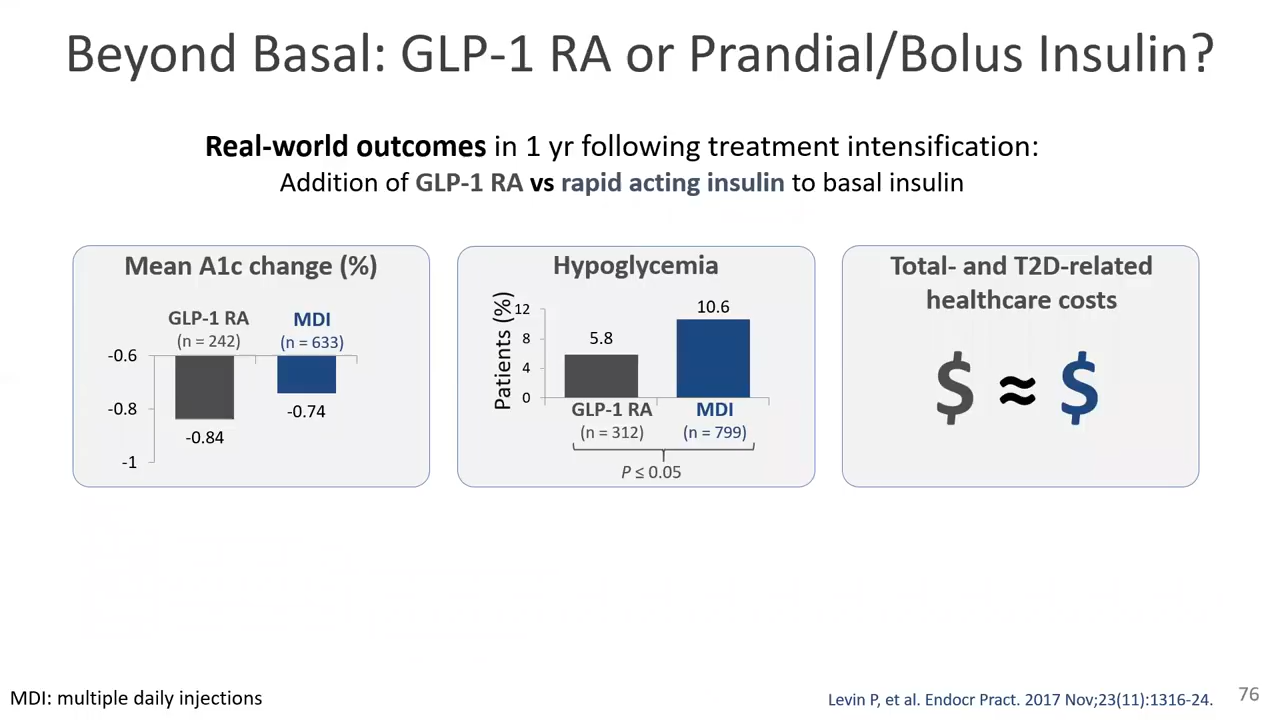 Beyond Basal: GLP-1 RA or Prandial/Bolus Insulin?
Real-world outcomes in 1 yr following treatment intensification:
Addition of GLP-1 RA vs rapid acting insulin to basal insulin
Mean A1c change (%)
GLP-1 RA
(n = 242)
MDI
(n = 633)
-0.6
-0.8
-1
-0.84
-0.74
Hypoglycemia
Patients (%)
12
8
4
0
5.8
10.6
GLP-1 RA
(n = 312)
MDI
(n = 799)
P ≤ 0.05
Total- and T2D-related
healthcare costs
$ ≈ $
MDI: multiple daily injections
Levin P, et al. Endocr Pract. 2017 Nov;23(11):1316-24.
76